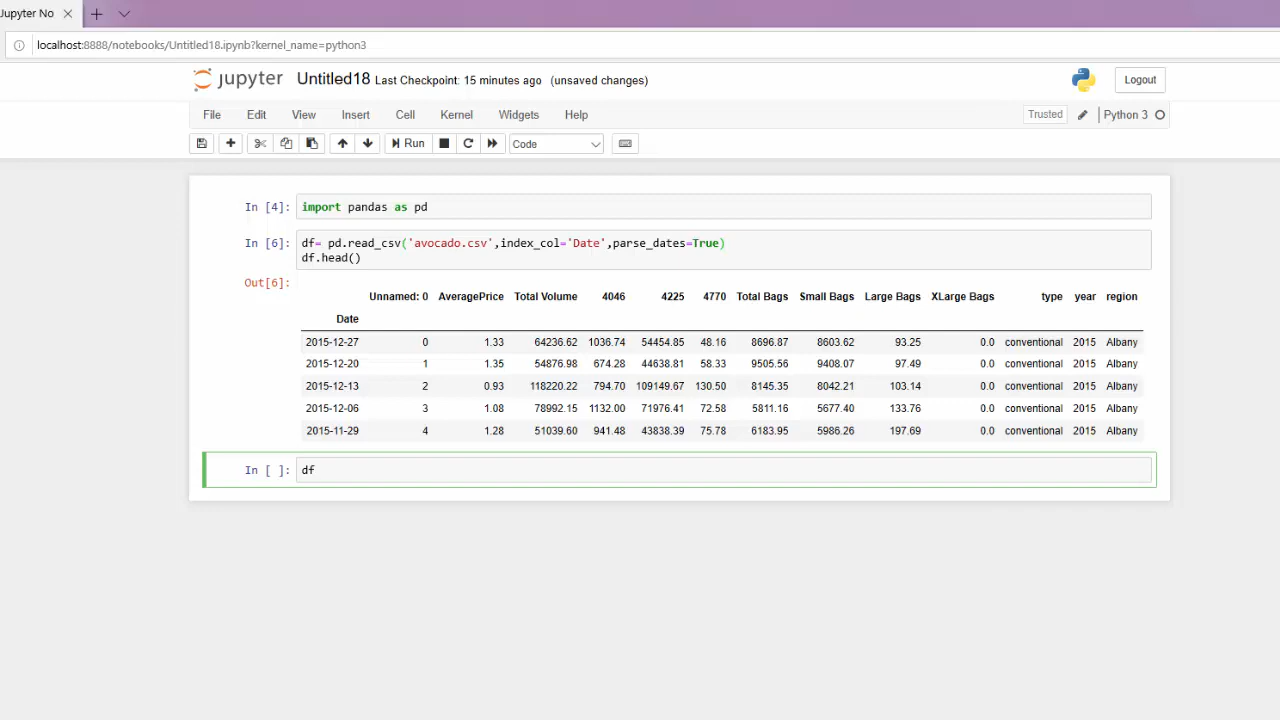 Jupyter No
localhost:8888/notebooks/Untitled18.ipynb?kernel_name=python3
jupyter Untitled18 Last Checkpoint: 15 minutes ago (unsaved changes) Logout
File Edit View Insert Cell Kernel Widgets Help Trusted Python 3
Run Code
In [4]: import pandas as pd
In [6]: df= pd.read_csv('avocado.csv',index_col='Date',parse_dates=True)
df.head()
Out[6]:
Unnamed: 0 AveragePrice Total Volume 4046 4225 4770 Total Bags Small Bags Large Bags XLarge Bags type year region
Date
2015-12-27 0 1.33 64236.62 1036.74 54454.85 48.16 8696.87 8603.62 93.25 0.0 conventional 2015 Albany
2015-12-20 1 1.35 54876.98 674.28 44638.81 58.33 9505.56 9408.07 97.49 0.0 conventional 2015 Albany
2015-12-13 2 0.93 118220.22 794.70 109149.67 130.50 8145.35 8042.21 103.14 0.0 conventional 2015 Albany
2015-12-06 3 1.08 78992.15 1132.00 71976.41 72.58 5811.16 5677.40 133.76 0.0 conventional 2015 Albany
2015-11-29 4 1.28 51039.60 941.48 43838.39 75.78 6183.95 5986.26 197.69 0.0 conventional 2015 Albany
In [ ]: df